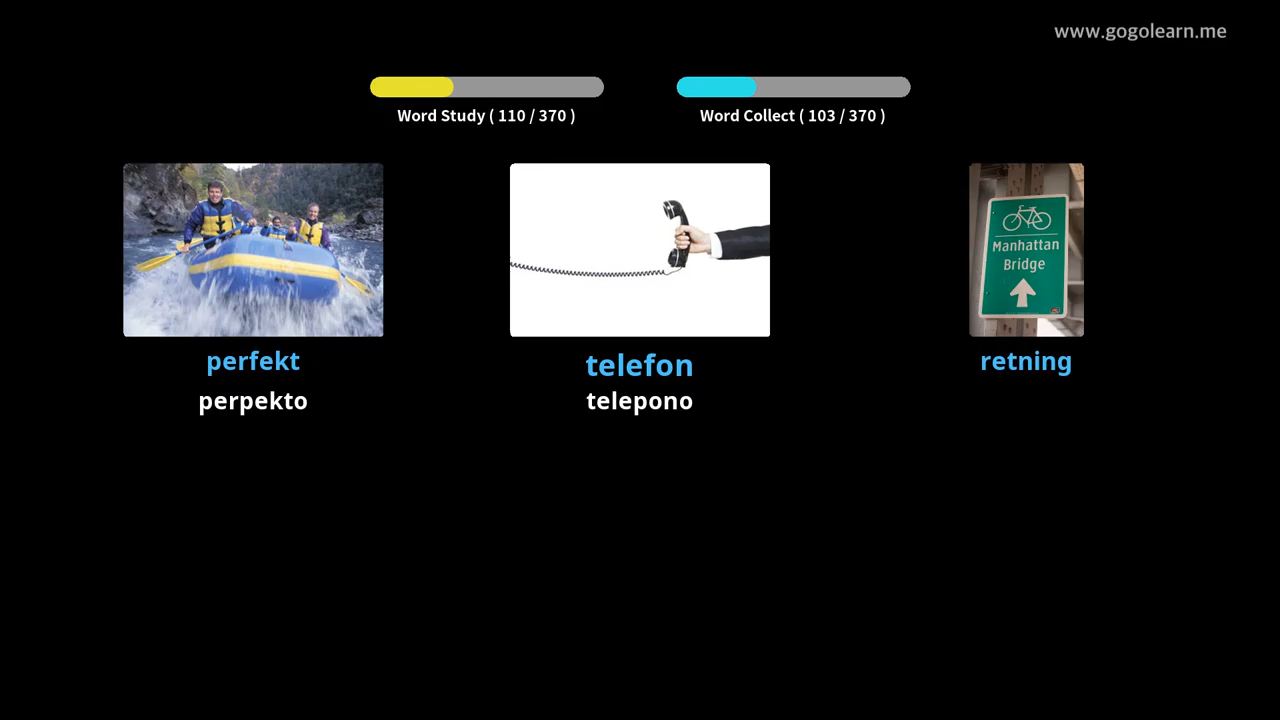 www.gogolearn.me
Word Study ( 110 / 370 )
Word Collect ( 103 / 370 )
Manhattan
Bridge
perfekt
telefon
retning
perpekto
telepono